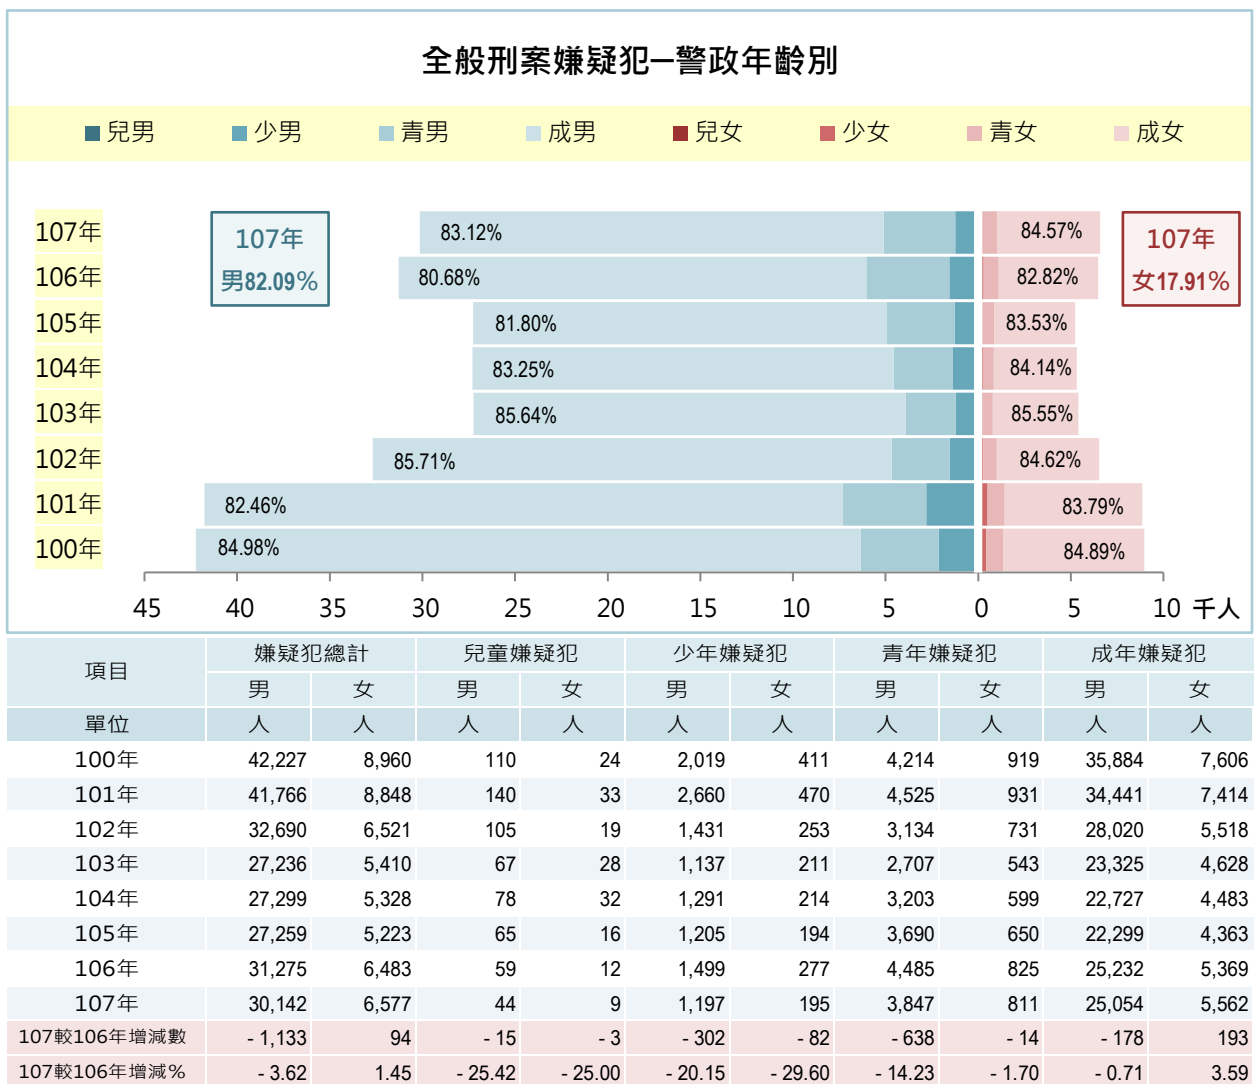 全般刑案嫌疑犯─警政年齡別
兒男 少男 青男 成男 兒女 少女 青女 成女
107年 83.12% 84.57%
107年
男82.09%
107年
女17.91%
106年 80.68% 82.82%
105年 81.80% 83.53%
104年 83.25% 84.14%
103年 85.64% 85.55%
102年 85.71% 84.62%
101年 82.46% 83.79%
100年 84.98% 84.89%
45 40 35 30 25 20 15 10 5 0 5 10 千人
項目 嫌疑犯總計 兒童嫌疑犯 少年嫌疑犯 青年嫌疑犯 成年嫌疑犯
男 女 男 女 男 女 男 女 男 女
單位 人 人 人 人 人 人 人 人 人 人
100年 42,227 8,960 110 24 2,019 411 4,214 919 35,884 7,606
101年 41,766 8,848 140 33 2,660 470 4,525 931 34,441 7,414
102年 32,690 6,521 105 19 1,431 253 3,134 731 28,020 5,518
103年 27,236 5,410 67 28 1,137 211 2,707 543 23,325 4,628
104年 27,299 5,328 78 32 1,291 214 3,203 599 22,727 4,483
105年 27,259 5,223 65 16 1,205 194 3,690 650 22,299 4,363
106年 31,275 6,483 59 12 1,499 277 4,485 825 25,232 5,369
107年 30,142 6,577 44 9 1,197 195 3,847 811 25,054 5,562
107較106年增減數 - 1,133 94 - 15 - 3 - 302 - 82 - 638 - 14 - 178 193
107較106年增減% - 3.62 1.45 - 25.42 - 25.00 - 20.15 - 29.60 - 14.23 - 1.70 - 0.71 3.59